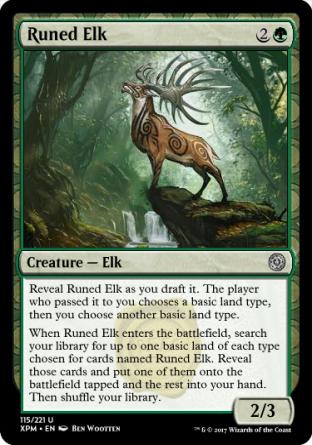 Runed Elk 2
Creature — Elk
Reveal Runed Elk as you draft it. The player
who passed it to you chooses a basic land type,
then you choose another basic land type.
When Runed Elk enters the battlefield, search
your library for up to one basic land of each type
chosen for cards named Runed Elk. Reveal
those cards and put one of them onto the
battlefield tapped and the rest into your hand.
Then shuffle your library.
2/3
115/221 U
XPM • EN Ben Wootten
™ & © 2017 Wizards of the Coast